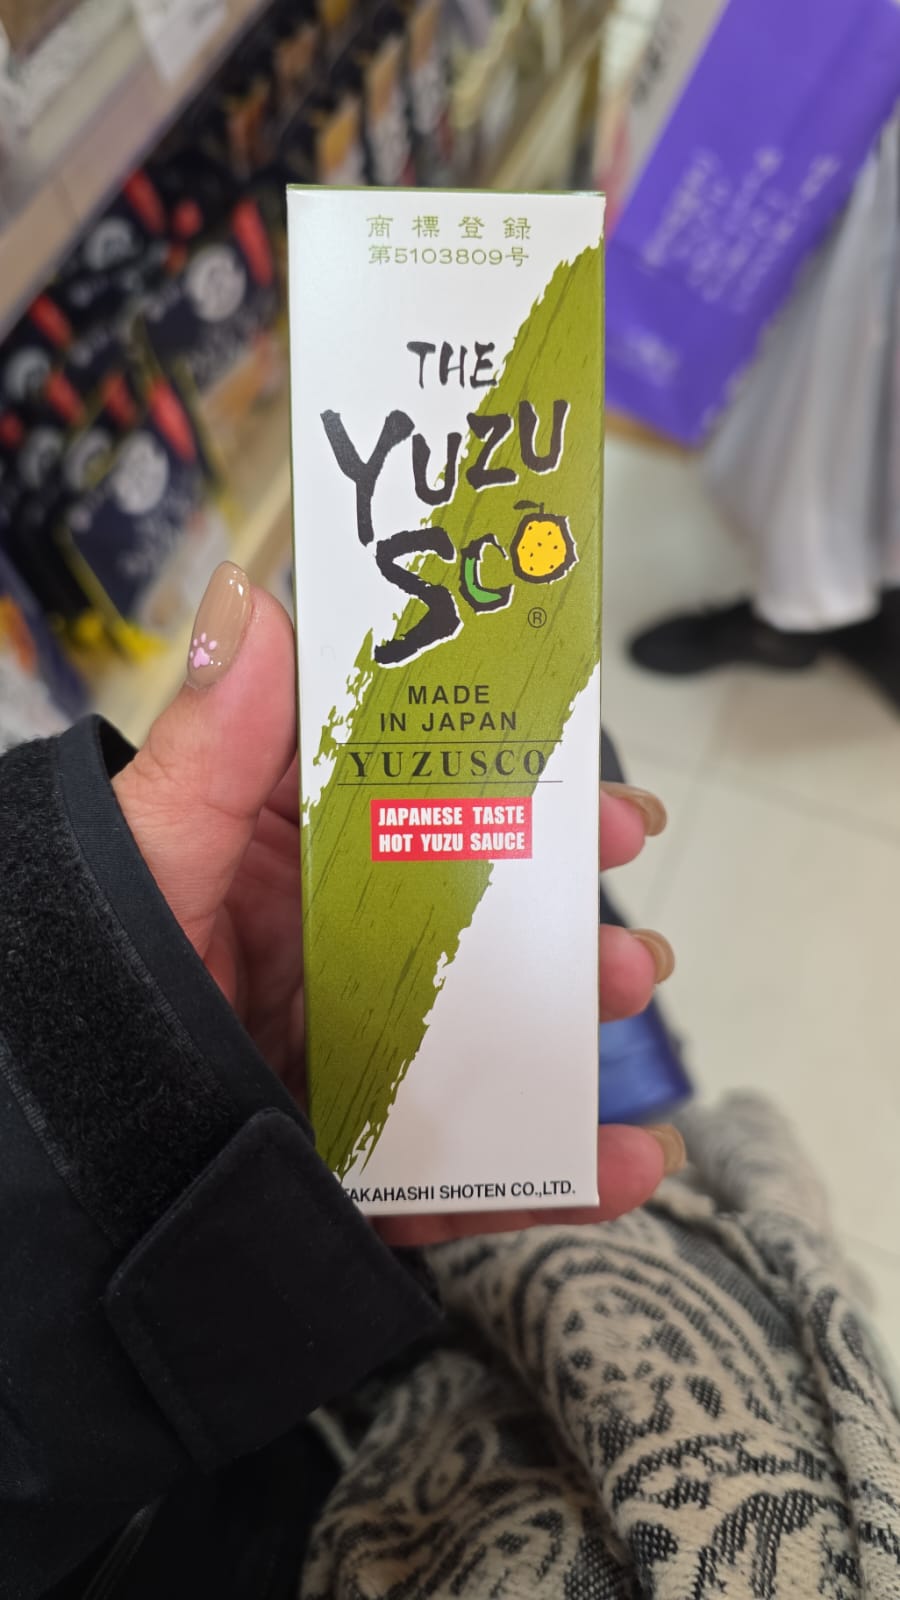 商標登録
第5103809号
THE
YUZU
SCO
®
MADE
IN JAPAN
YUZUSCO
JAPANESE TASTE
HOT YUZU SAUCE
TAKAHASHI SHOTEN CO.,LTD.